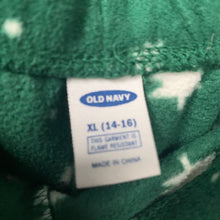 OLD NAVY
XL (14-16)
THIS GARMENT IS
FLAME RESISTANT
MADE IN CHINA